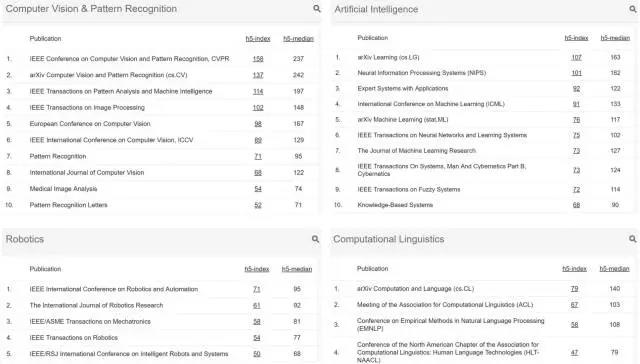 Computer Vision & Pattern Recognition
Publication h5-index h5-median
1. IEEE Conference on Computer Vision and Pattern Recognition, CVPR 158 237
2. arXiv Computer Vision and Pattern Recognition (cs.CV) 137 242
3. IEEE Transactions on Pattern Analysis and Machine Intelligence 114 197
4. IEEE Transactions on Image Processing 102 148
5. European Conference on Computer Vision 98 167
6. IEEE International Conference on Computer Vision, ICCV 89 129
7. Pattern Recognition 71 95
8. International Journal of Computer Vision 68 122
9. Medical Image Analysis 54 74
10. Pattern Recognition Letters 52 71
Artificial Intelligence
Publication h5-index h5-median
1. arXiv Learning (cs.LG) 107 163
2. Neural Information Processing Systems (NIPS) 101 182
3. Expert Systems with Applications 92 122
4. International Conference on Machine Learning (ICML) 91 133
5. arXiv Machine Learning (stat.ML) 76 117
6. IEEE Transactions on Neural Networks and Learning Systems 75 102
7. The Journal of Machine Learning Research 73 127
8. IEEE Transactions On Systems, Man And Cybernetics Part B, 73 124
Cybernetics
9. IEEE Transactions on Fuzzy Systems 72 114
10. Knowledge-Based Systems 68 90
Robotics
Publication h5-index h5-median
1. IEEE International Conference on Robotics and Automation 71 95
2. The International Journal of Robotics Research 61 92
3. IEEE/ASME Transactions on Mechatronics 58 81
4. IEEE Transactions on Robotics 54 77
5. IEEE/RSJ International Conference on Intelligent Robots and Systems 50 68
Computational Linguistics
Publication h5-index h5-median
1. arXiv Computation and Language (cs.CL) 79 140
2. Meeting of the Association for Computational Linguistics (ACL) 67 103
3. Conference on Empirical Methods in Natural Language Processing 58 108
(EMNLP)
4. Conference of the North American Chapter of the Association for
Computational Linguistics: Human Language Technologies (HLT- 47 79
NAACL)